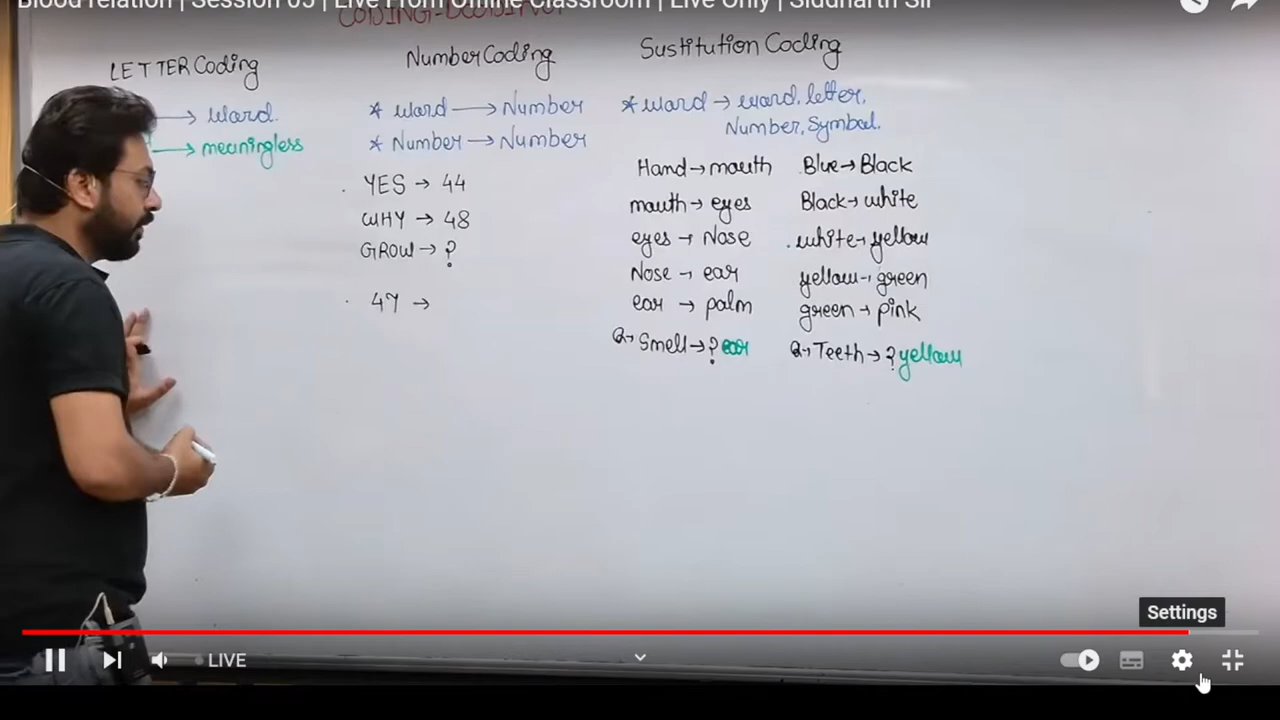 Blood relation | Session 05 | Live From Offline Classroom | Live Only | Siddharth Sir
CODING-DECODING
LETTER Coding
→ Word.
→ meaningless
Number Coding
* Word → Number
* Number → Number
. YES → 44
WHY → 48
GROW → ?
. 47 →
Sustitution Coding
* Word → word, letter,
Number, Symbol.
Hand → mouth
mouth → eyes
eyes → Nose
Nose → ear
ear → palm
Q→ Smell → ? ear
Blue → Black
Black → white
. white → yellow
yellow → green
green → pink
Q→ Teeth → ? yellow
Settings
LIVE